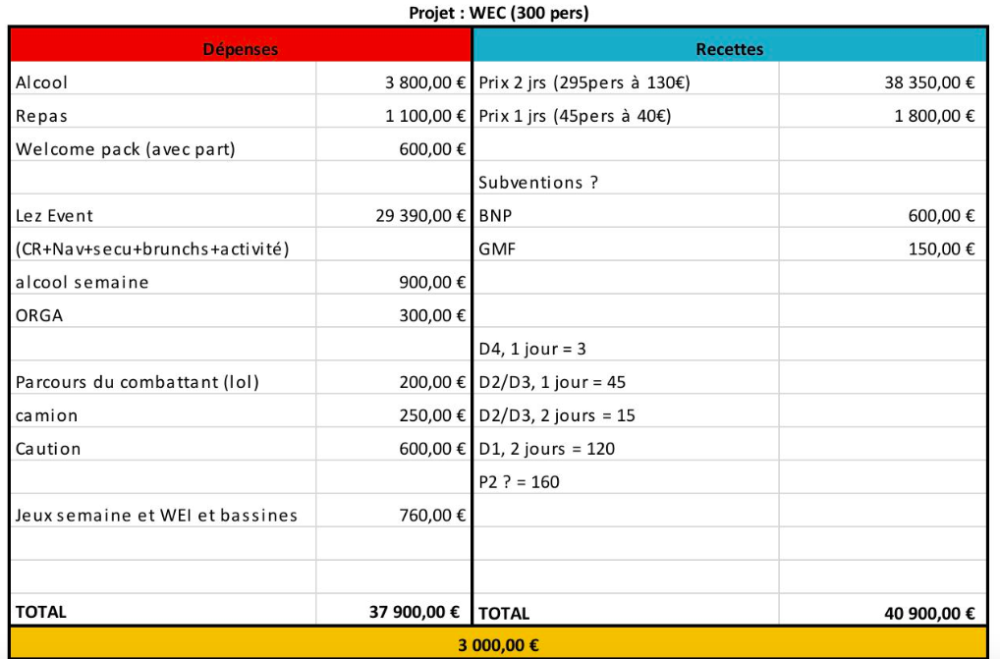 Projet : WEC (300 pers)
Dépenses Recettes
Alcool 3 800,00 € Prix 2 jrs (295pers à 130€) 38 350,00 €
Repas 1 100,00 € Prix 1 jrs (45pers à 40€) 1 800,00 €
Welcome pack (avec part) 600,00 €
Subventions ?
Lez Event 29 390,00 € BNP 600,00 €
(CR+Nav+secu+brunchs+activité) GMF 150,00 €
alcool semaine 900,00 €
ORGA 300,00 €
D4, 1 jour = 3
Parcours du combattant (lol) 200,00 € D2/D3, 1 jour = 45
camion 250,00 € D2/D3, 2 jours = 15
Caution 600,00 € D1, 2 jours = 120
P2 ? = 160
Jeux semaine et WEI et bassines 760,00 €
TOTAL 37 900,00 € TOTAL 40 900,00 €
3 000,00 €